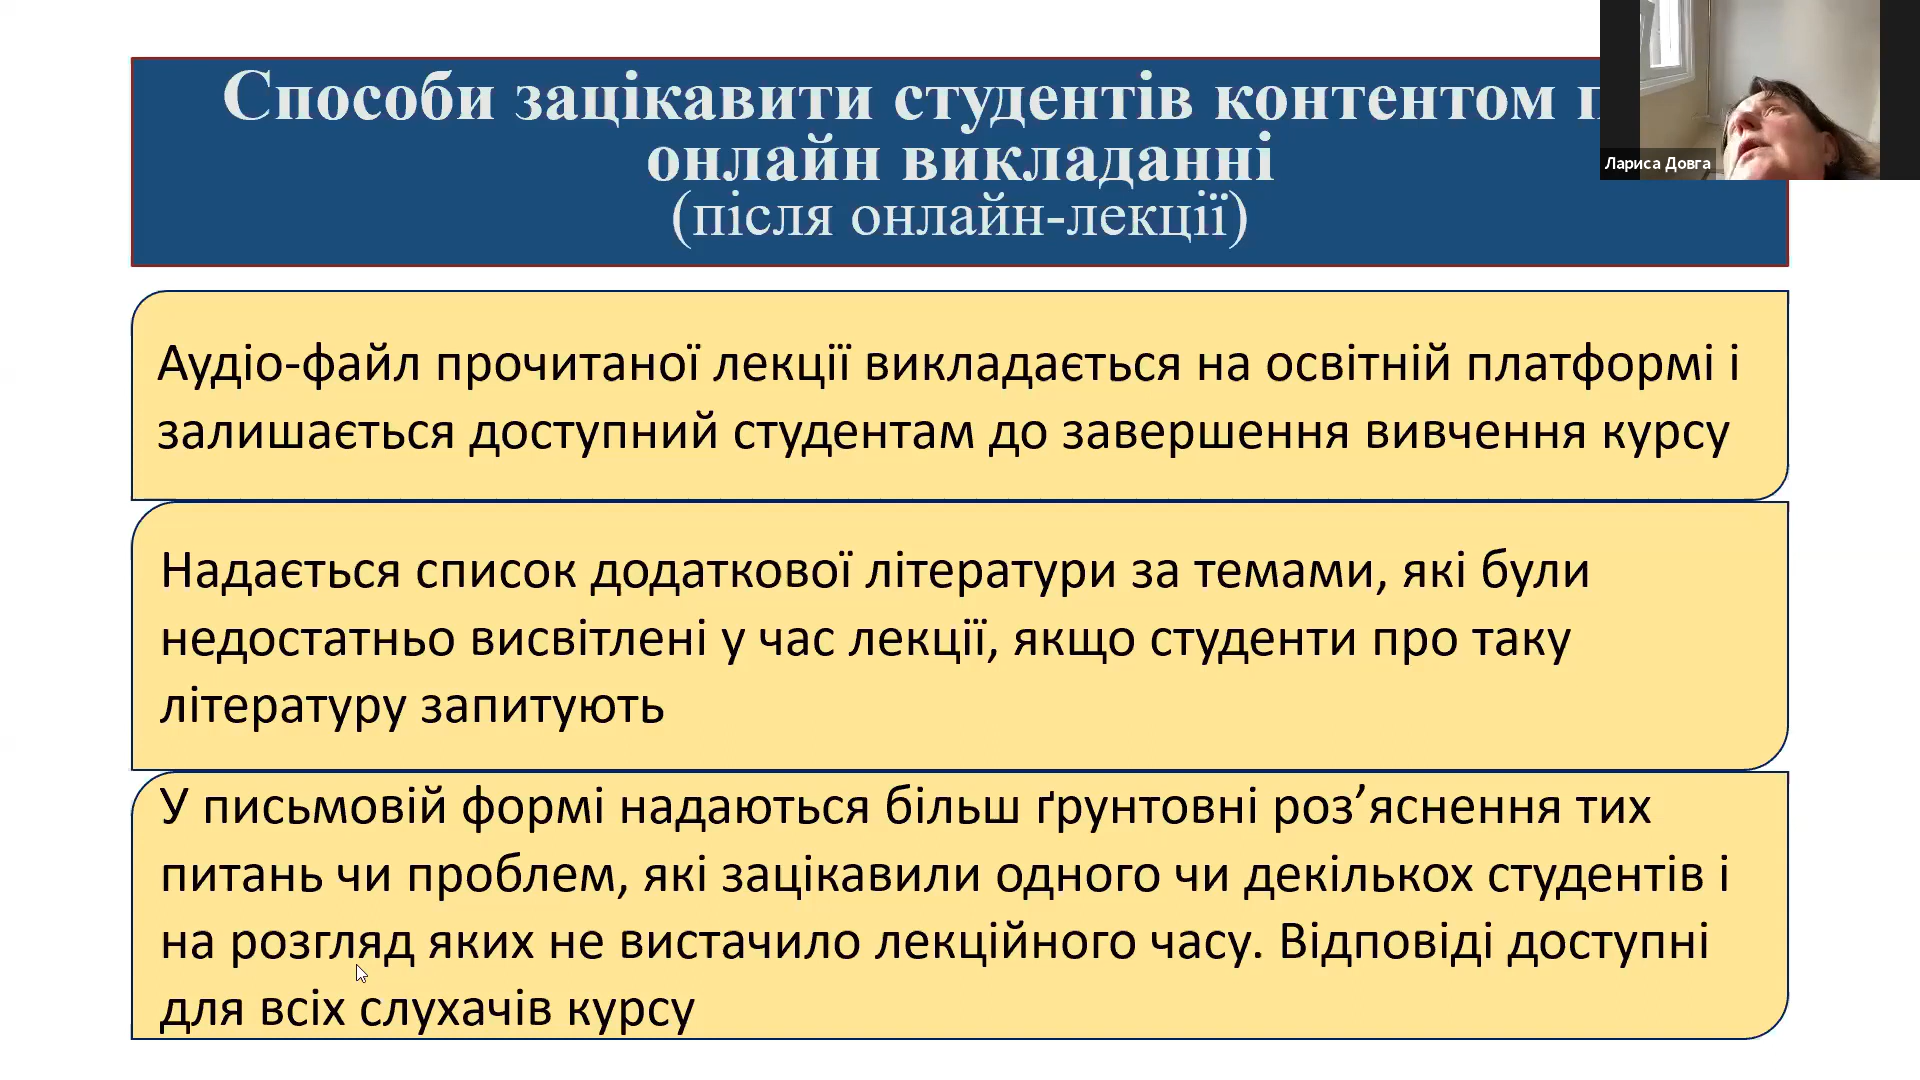 Способи зацікавити студентів контентом
онлайн викладанні
(після онлайн-лекції)
Лариса Довга
Аудіо-файл прочитаної лекції викладається на освітній платформі і
залишається доступний студентам до завершення вивчення курсу
Надається список додаткової літератури за темами, які були
недостатньо висвітлені у час лекції, якщо студенти про таку
літературу запитують
У письмовій формі надаються більш ґрунтовні роз’яснення тих
питань чи проблем, які зацікавили одного чи декількох студентів і
на розгляд яких не вистачило лекційного часу. Відповіді доступні
для всіх слухачів курсу